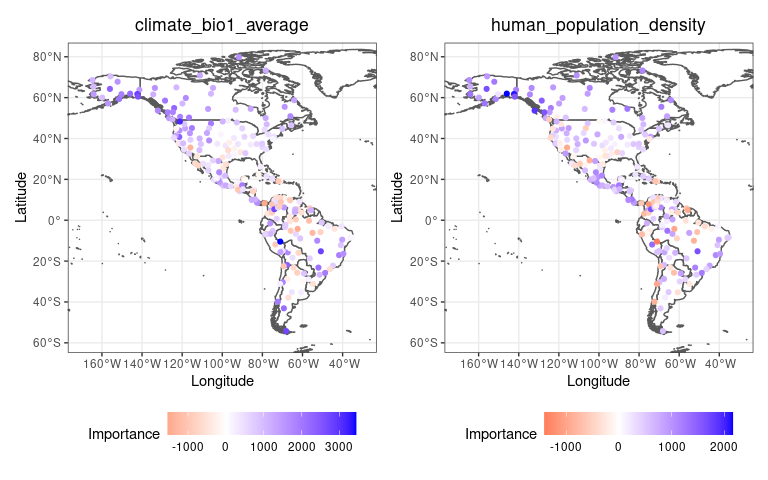 climate_bio1_average
human_population_density
80°N
60°N
40°N
20°N
0°
20°S
40°S
60°S
Latitude
160°W 140°W 120°W 100°W 80°W 60°W 40°W
Longitude
80°N
60°N
40°N
20°N
0°
20°S
40°S
60°S
Latitude
160°W 140°W 120°W 100°W 80°W 60°W 40°W
Longitude
Importance
-1000 0 1000 2000 3000
Importance
-1000 0 1000 2000